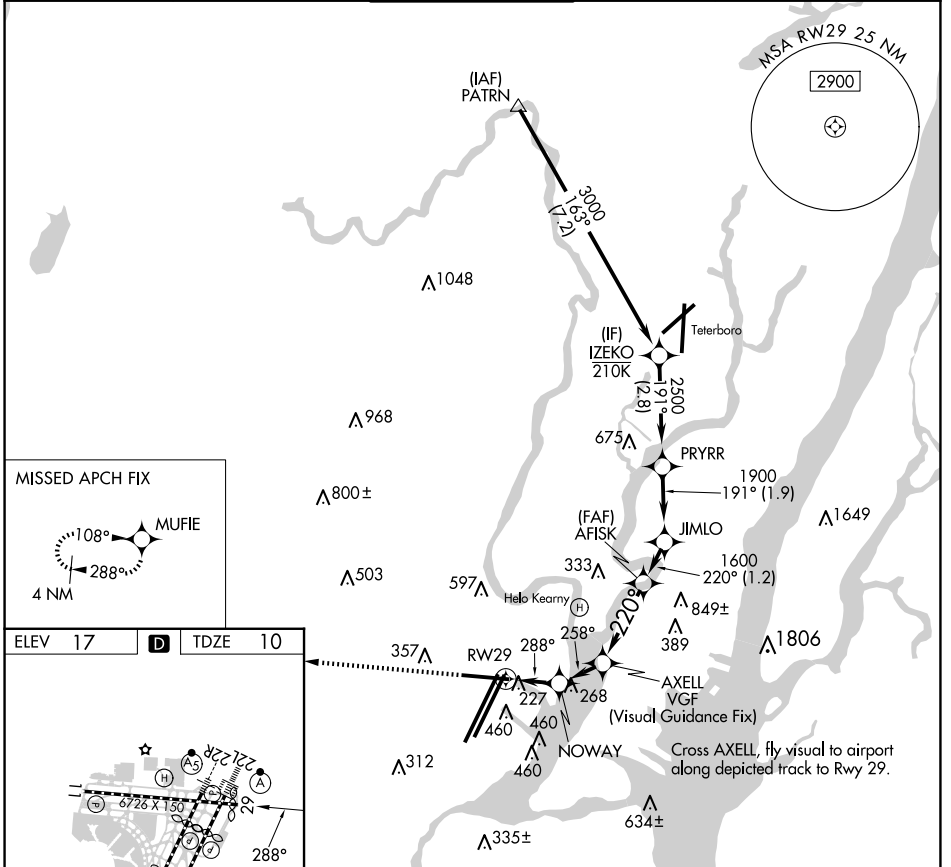 MSA RW29 25 NM
2900
(IAF)
PATRN
3000
163°
(7.2)
1048
(IF)
IZEKO
210K
Teterboro
2500
191°
(2.8)
968
675
PRYRR
1900
191° (1.9)
MISSED APCH FIX
MUFIE
108°
288°
4 NM
800±
(FAF)
AFISK
JIMLO
1649
503
597
333
1600
220° (1.2)
Helo Kearny
H
220°
849±
389
1806
ELEV 17
D
TDZE 10
357
RW29
288°
258°
227
268
AXELL
VGF
(Visual Guidance Fix)
460
460
460
NOWAY
Cross AXELL, fly visual to airport
along depicted track to Rwy 29.
312
634±
335±
H
A5
22R
22L
A
11
P
6726 X 150
29
P
P
288°